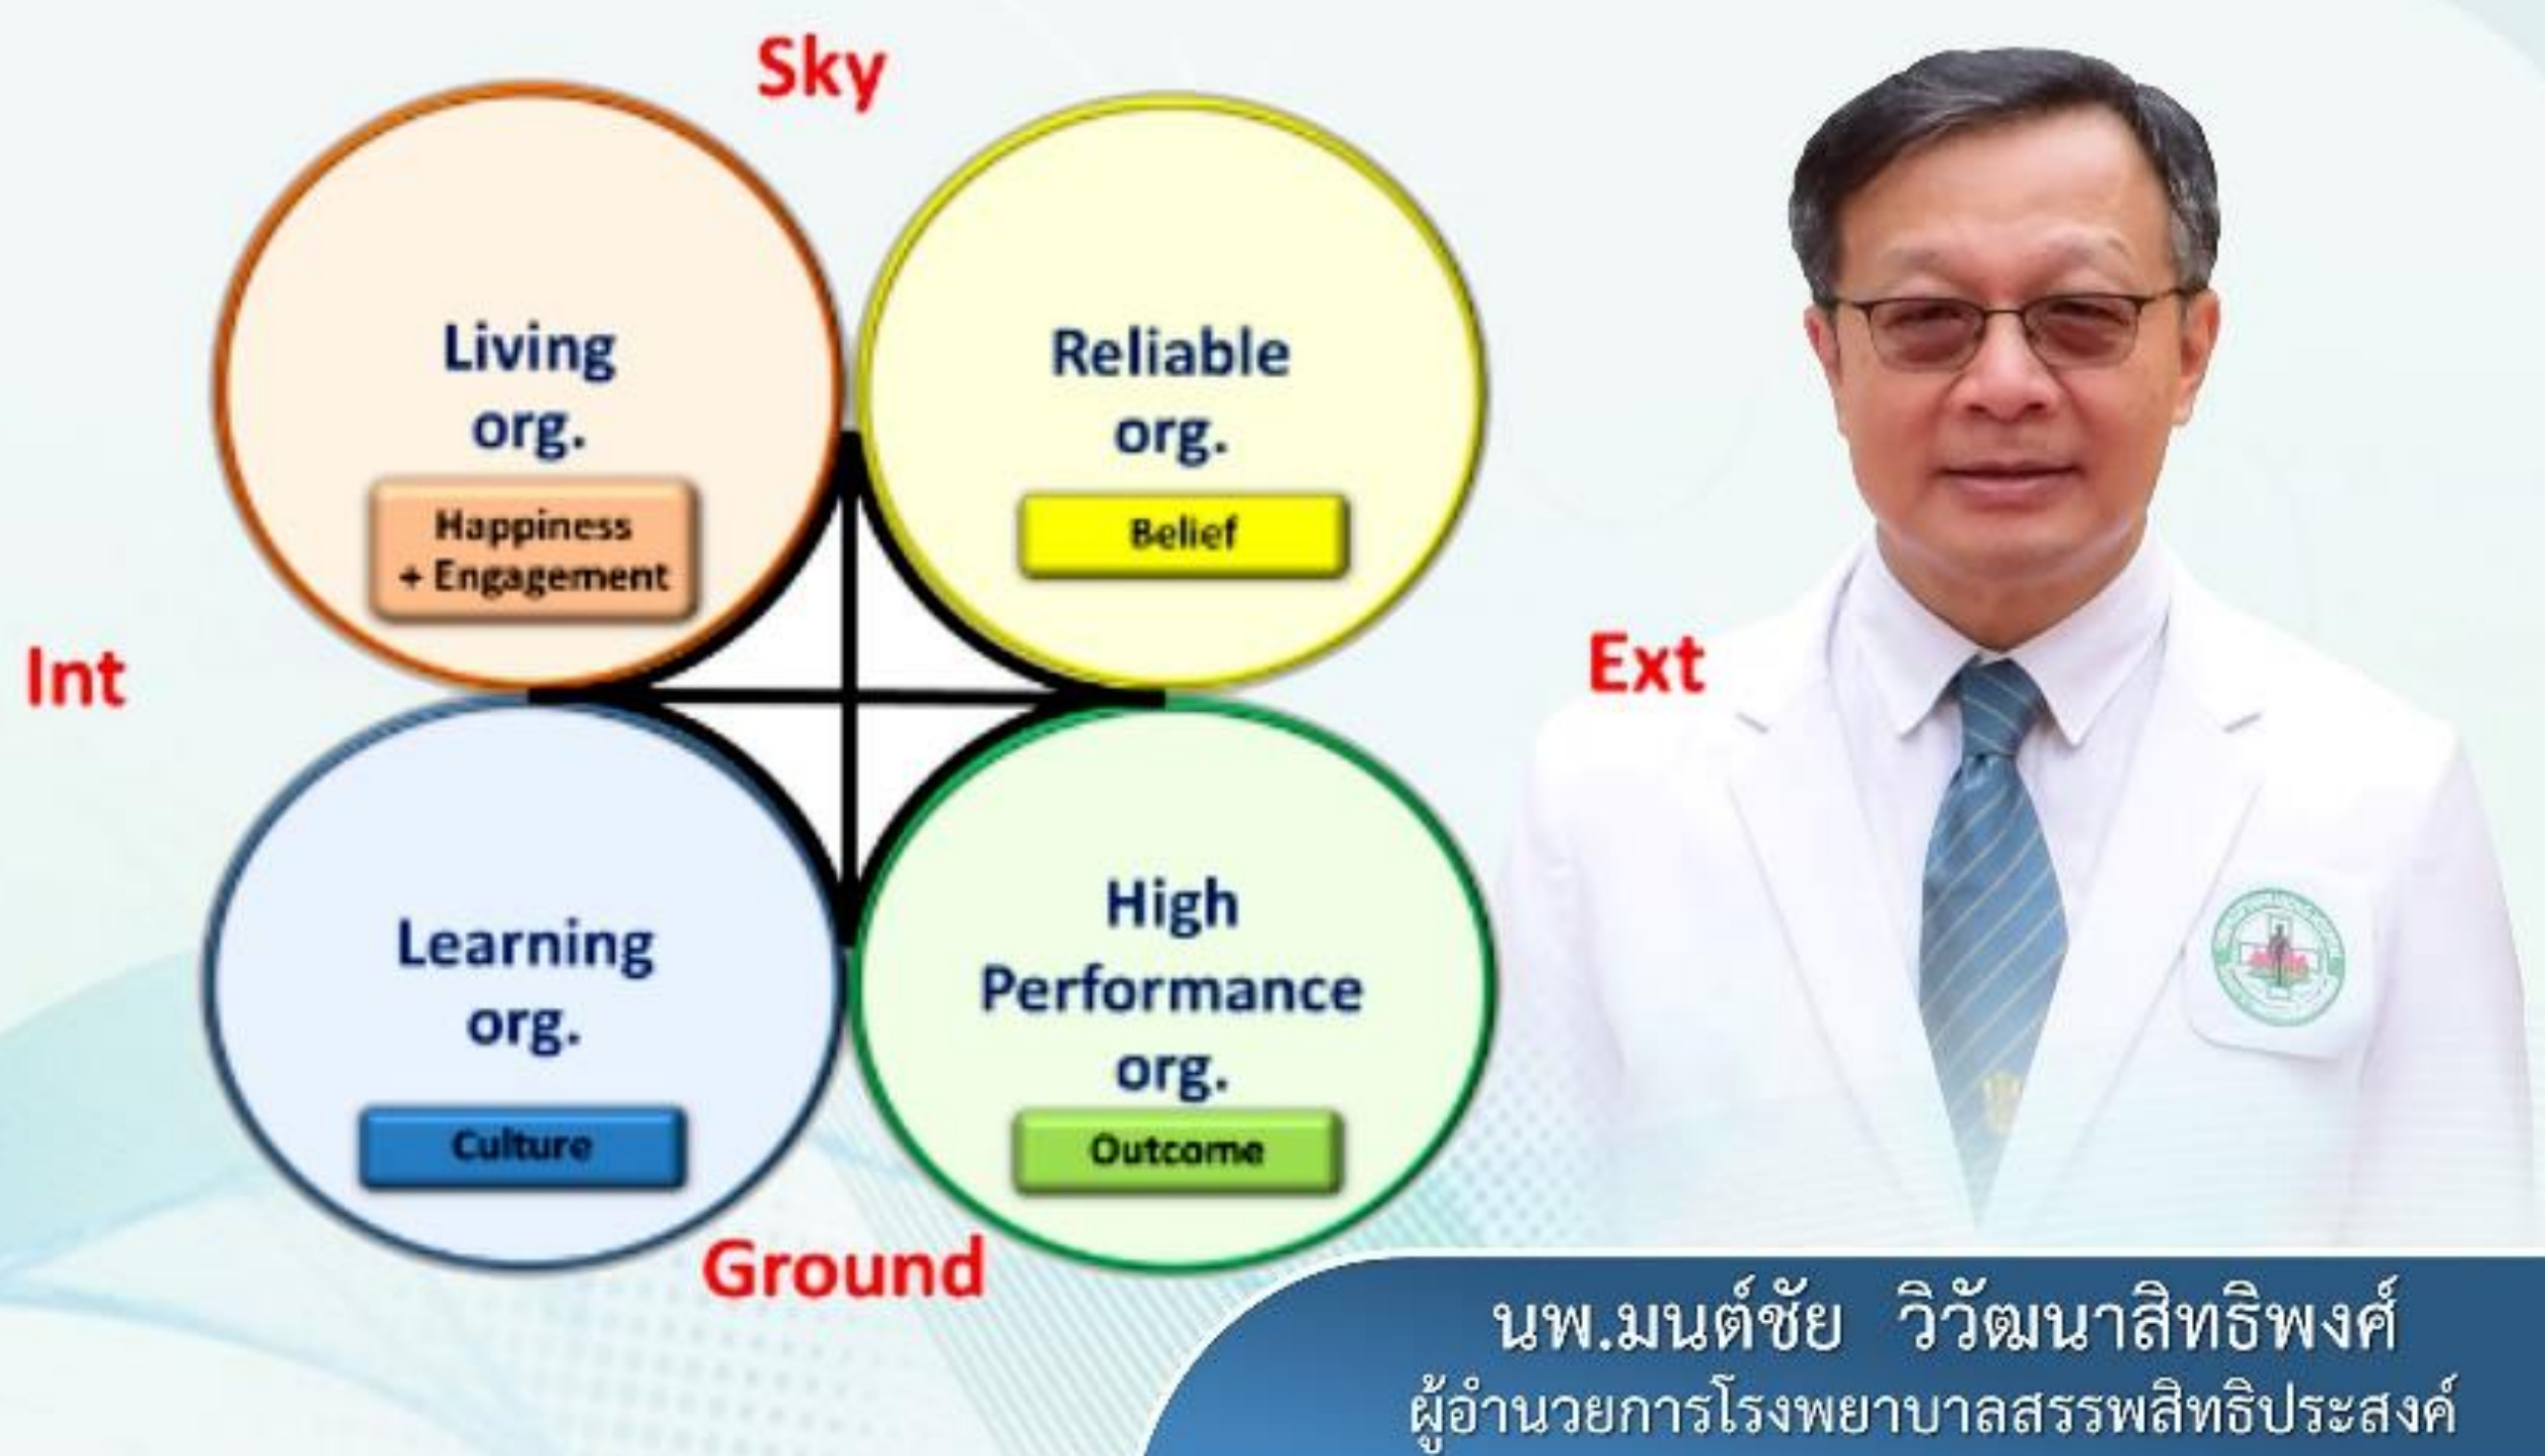 Sky
Living
org.
Happiness
+ Engagement
Reliable
org.
Belief
Int
Ext
Learning
org.
Culture
High
Performance
org.
Outcome
Ground
นพ.มนต์ชัย วิวัฒนาสิทธิพงศ์
ผู้อำนวยการโรงพยาบาลสรรพสิทธิประสงค์